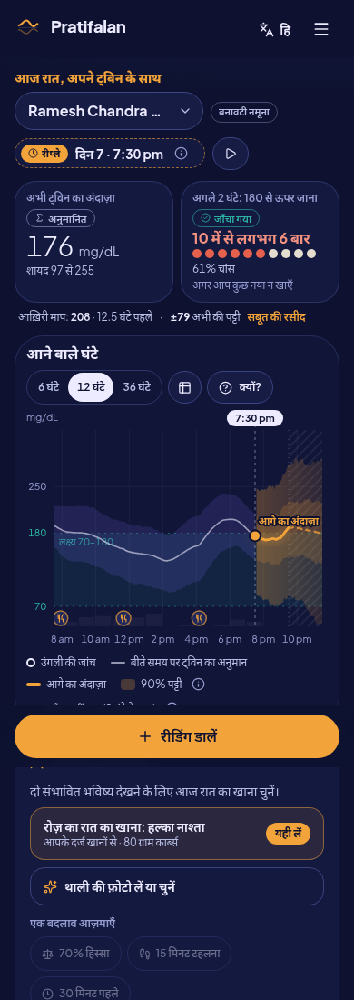 Pratifalan
हि
आज रात, अपने ट्विन के साथ
Ramesh Chandra ...
बनावटी नमूना
रीप्ले दिन 7 · 7:30 pm
अभी ट्विन का अंदाज़ा
अनुमानित
176 mg/dL
शायद 97 से 255
अगले 2 घंटे: 180 से ऊपर जाना
जाँचा गया
10 में से लगभग 6 बार
61% चांस
अगर आप कुछ नया न खाएँ
आख़िरी माप: 208 · 12.5 घंटे पहले · ±79 अभी की पट्टी सबूत की रसीद
आने वाले घंटे
6 घंटे 12 घंटे 36 घंटे क्यों?
mg/dL
7:30 pm
250
आगे का अंदाज़ा
180
लक्ष्य 70–180
70
8 am 10 am 12 pm 2 pm 4 pm 6 pm 8 pm 10 pm
उंगली की जांच बीते समय पर ट्विन का अनुमान
आगे का अंदाज़ा 90% पट्टी
रीडिंग डालें
दो संभावित भविष्य देखने के लिए आज रात का खाना चुनें।
रोज़ का रात का खाना: हल्का नाश्ता
आपके दर्ज खानों से · 80 ग्राम कार्ब्स
यही लें
थाली की फ़ोटो लें या चुनें
एक बदलाव आज़माएँ
70% हिस्सा 15 मिनट टहलना
30 मिनट पहले